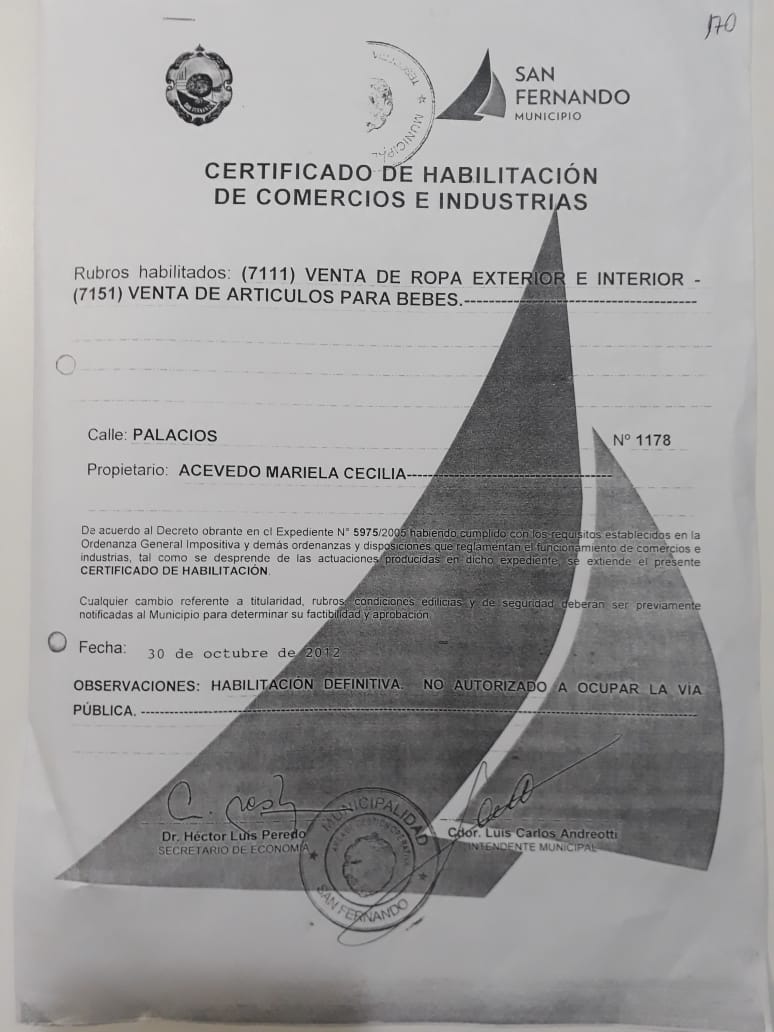 170
SAN FERNANDO
TESORERIA
MUNICIPAL
SAN
FERNANDO
MUNICIPIO
CERTIFICADO DE HABILITACIÓN
DE COMERCIOS E INDUSTRIAS
Rubros habilitados: (7111) VENTA DE ROPA EXTERIOR E INTERIOR -
(7151) VENTA DE ARTICULOS PARA BEBES.----------------------------------------
Calle: PALACIOS Nº 1178
Propietario: ACEVEDO MARIELA CECILIA-----------------------------------
De acuerdo al Decreto obrante en el Expediente N° 5975/2005 habiendo cumplido con los requisitos establecidos en la
Ordenanza General Impositiva y demás ordenanzas y disposiciones que reglamentan el funcionamiento de comercios e
industrias, tal como se desprende de las actuaciones producidas en dicho expediente, se extiende el presente
CERTIFICADO DE HABILITACIÓN.
Cualquier cambio referente a titularidad, rubros, condiciones edilicias y de seguridad deberan ser previamente
notificadas al Municipio para determinar su factibilidad y aprobación.
Fecha: 30 de octubre de 2012
OBSERVACIONES: HABILITACIÓN DEFINITIVA. NO AUTORIZADO A OCUPAR LA VÍA
PÚBLICA. --------------------------------------------------------------------------------
Dr. Héctor Luis Peredo
SECRETARIO DE ECONOMÍA
MUNICIPALIDAD
SAN FERNANDO
Cdor. Luis Carlos Andreotti
INTENDENTE MUNICIPAL